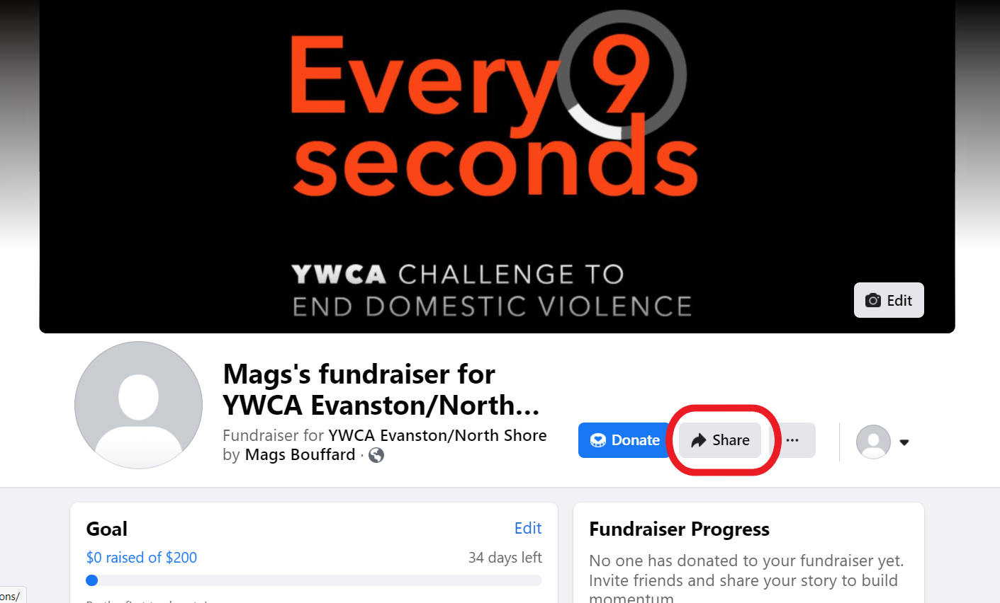 Every 9
seconds
YWCA CHALLENGE TO
END DOMESTIC VIOLENCE
Edit
Mags's fundraiser for
YWCA Evanston/North...
Fundraiser for YWCA Evanston/North Shore
by Mags Bouffard ·
Donate
Share
...
Goal
Edit
$0 raised of $200
34 days left
Fundraiser Progress
No one has donated to your fundraiser yet.
Invite friends and share your story to build
momentum
ons/